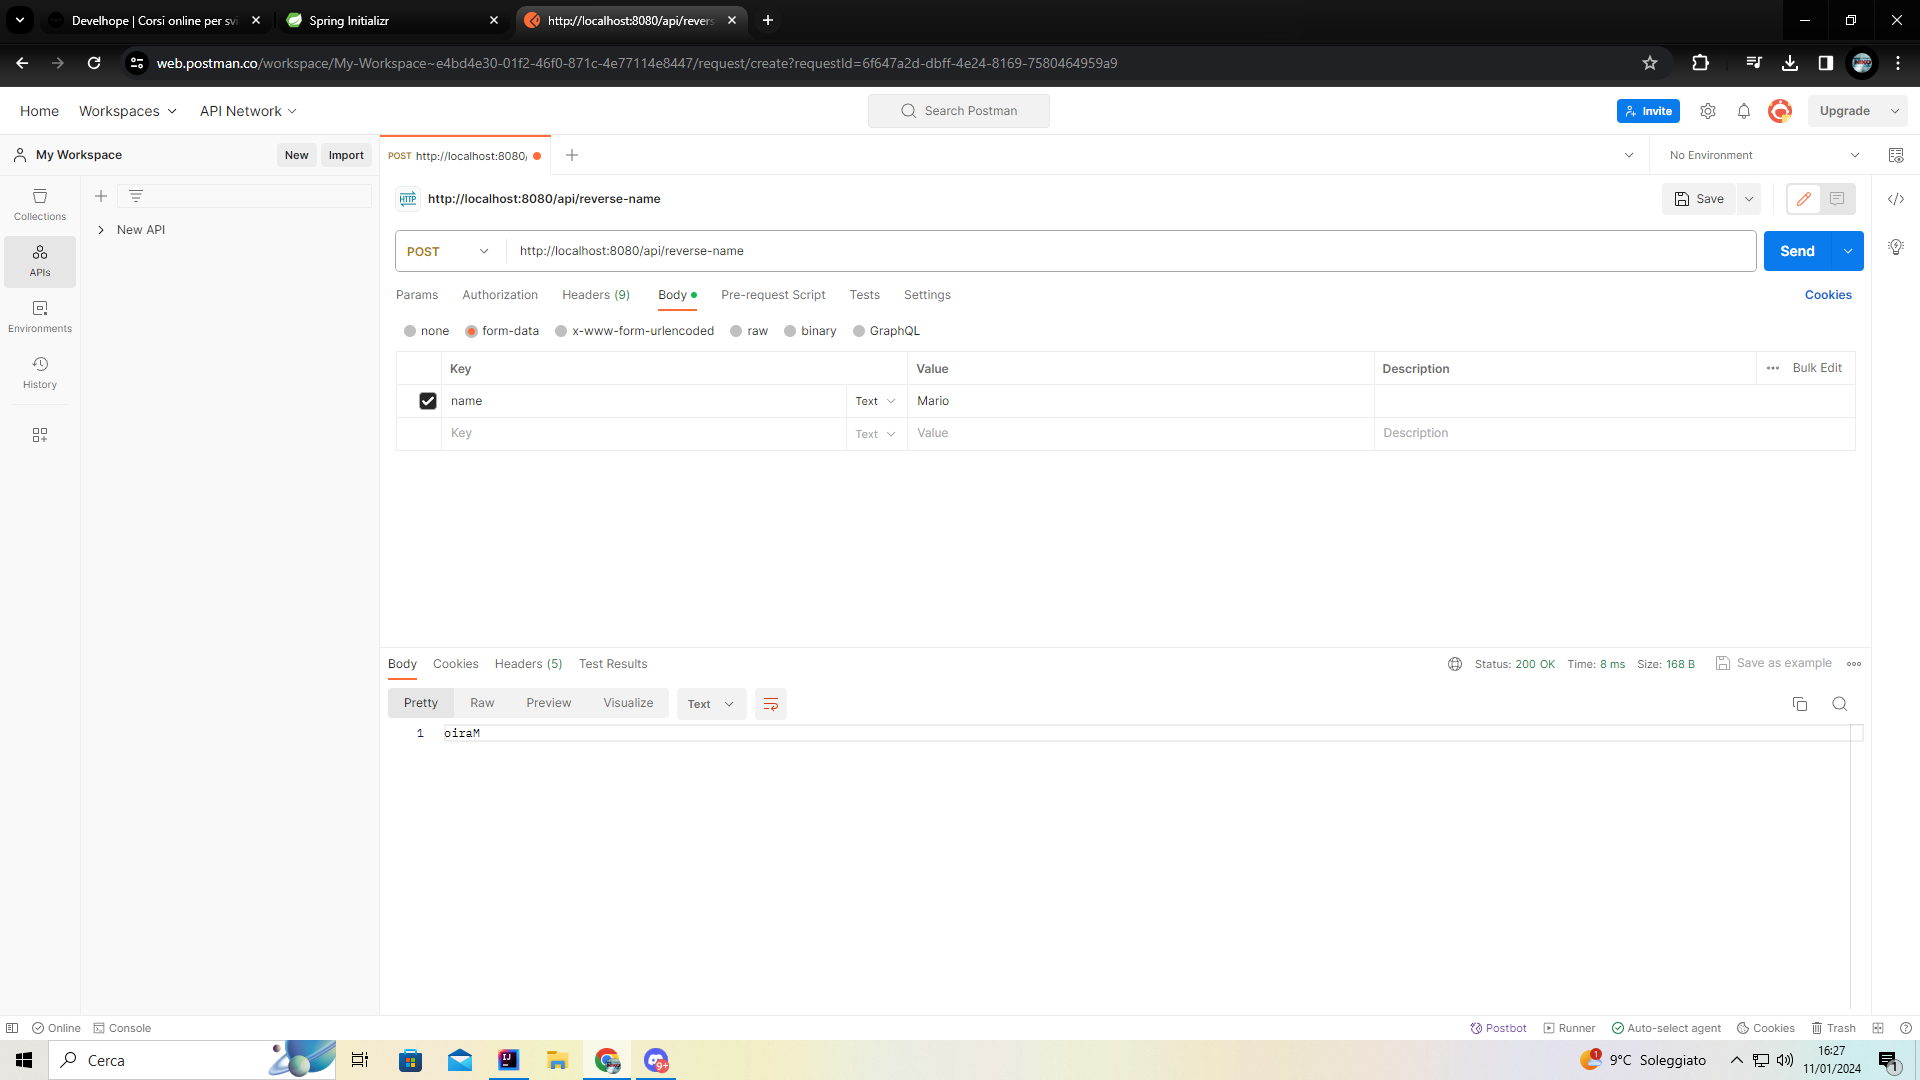 Develhope | Corsi online per svi
Spring Initializr
http://localhost:8080/api/revers
web.postman.co/workspace/My-Workspace~e4bd4e30-01f2-46f0-871c-4e77114e8447/request/create?requestId=6f647a2d-dbff-4e24-8169-7580464959a9
Home Workspaces API Network Search Postman Invite Upgrade
My Workspace New Import POST http://localhost:8080/ No Environment
Collections
APIs
Environments
History
New API
HTTP http://localhost:8080/api/reverse-name Save
POST http://localhost:8080/api/reverse-name Send
Params Authorization Headers (9) Body Pre-request Script Tests Settings Cookies
none form-data x-www-form-urlencoded raw binary GraphQL
Key Value Description Bulk Edit
name Text Mario
Key Text Value Description
Body Cookies Headers (5) Test Results Status: 200 OK Time: 8 ms Size: 168 B Save as example
Pretty Raw Preview Visualize Text
1 oiraM
Online Console Postbot Runner Auto-select agent Cookies Trash
Cerca IJ 9+ 1 9°C Soleggiato 16:27
11/01/2024 1